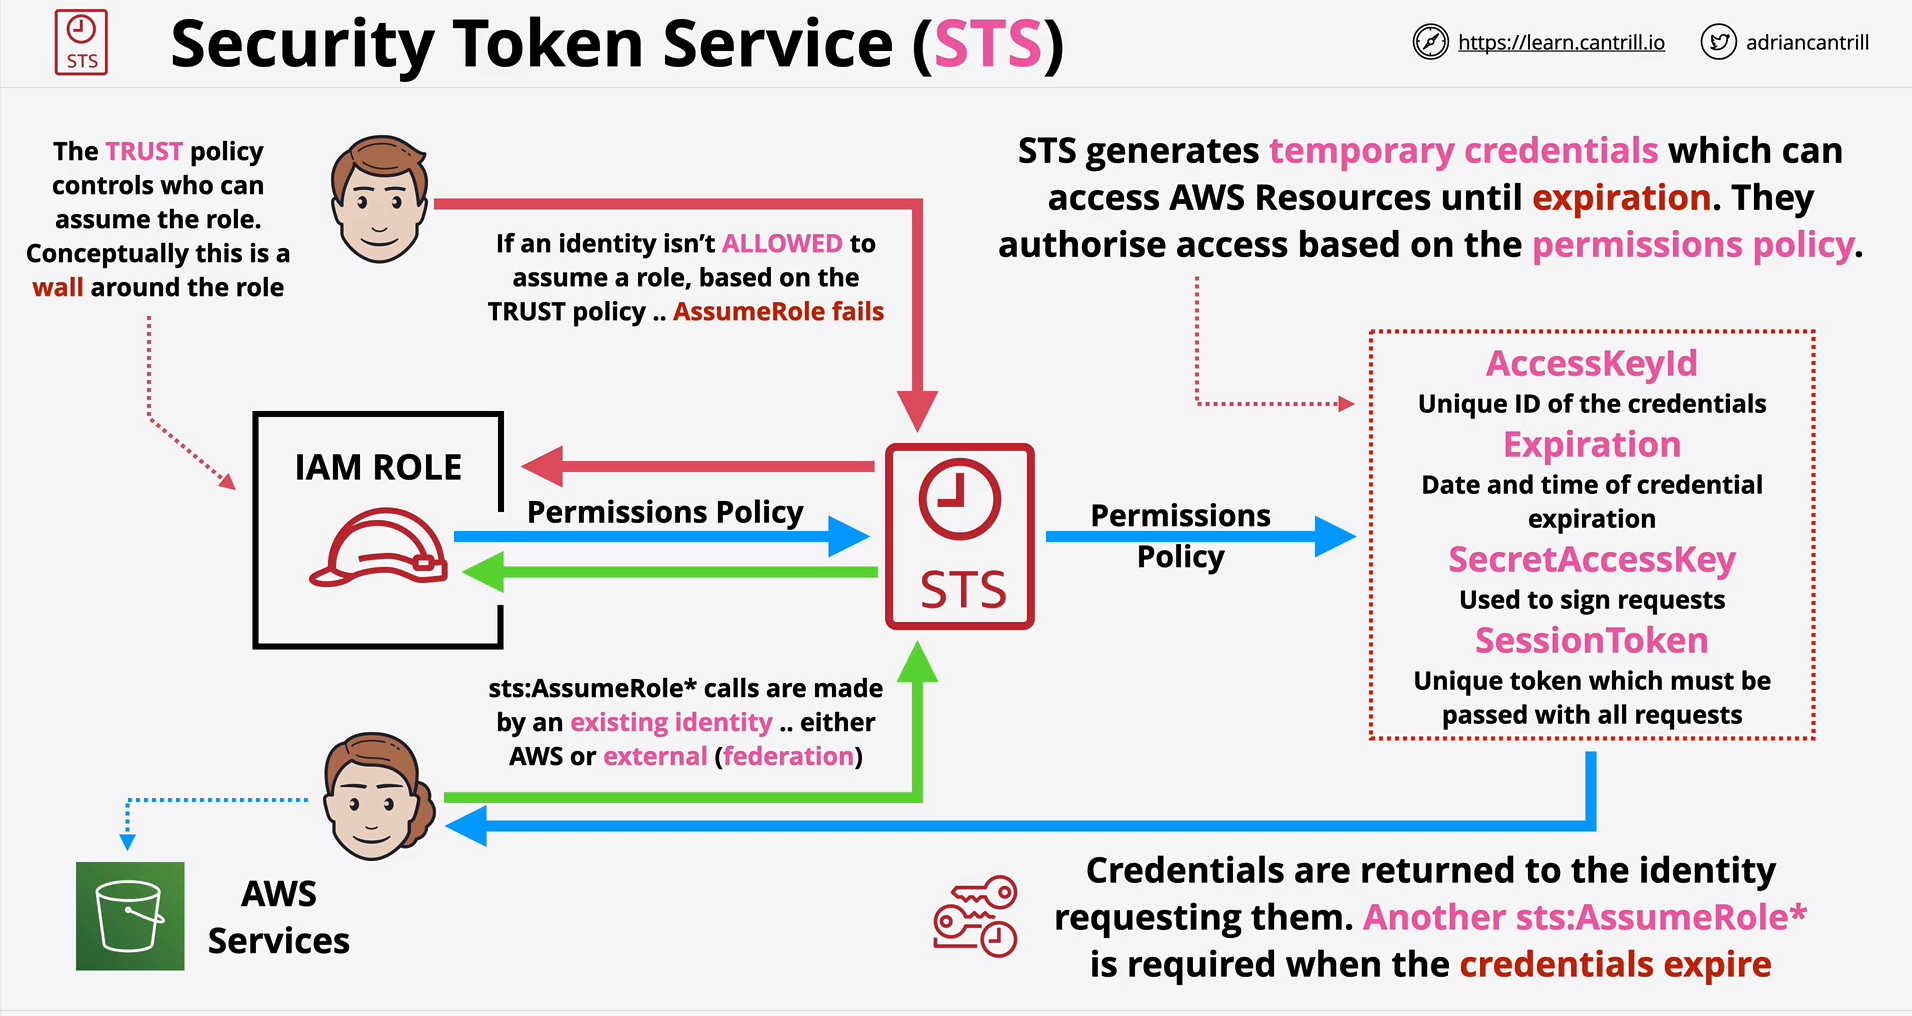 STS
Security Token Service (STS)
https://learn.cantrill.io
adriancantrill
The TRUST policy
controls who can
assume the role.
Conceptually this is a
wall around the role
If an identity isn’t ALLOWED to
assume a role, based on the
TRUST policy .. AssumeRole fails
STS generates temporary credentials which can
access AWS Resources until expiration. They
authorise access based on the permissions policy.
IAM ROLE
Permissions Policy
STS
Permissions
Policy
AccessKeyId
Unique ID of the credentials
Expiration
Date and time of credential
expiration
SecretAccessKey
Used to sign requests
SessionToken
Unique token which must be
passed with all requests
sts:AssumeRole* calls are made
by an existing identity .. either
AWS or external (federation)
AWS
Services
Credentials are returned to the identity
requesting them. Another sts:AssumeRole*
is required when the credentials expire